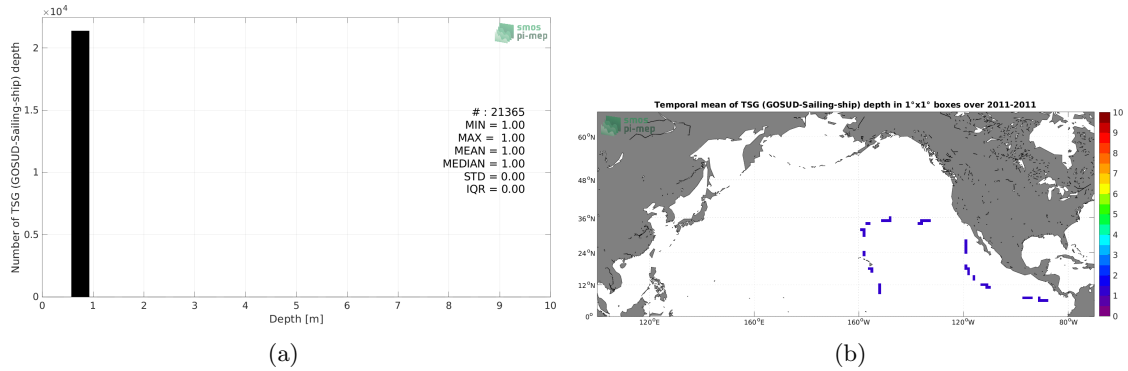 ×10⁴
2
1.5
1
0.5
0
Number of TSG (GOSUD-Sailing-ship) depth
smos
pi-mep
# : 21365
MIN = 1.00
MAX = 1.00
MEAN = 1.00
MEDIAN = 1.00
STD = 0.00
IQR = 0.00
0 1 2 3 4 5 6 7 8 9 10
Depth [m]
(a)
Temporal mean of TSG (GOSUD-Sailing-ship) depth in 1°x1° boxes over 2011-2011
smos
pi-mep
60°N
48°N
36°N
24°N
12°N
0°
120°E 160°E 160°W 120°W 80°W
10
9
8
7
6
5
4
3
2
1
0
(b)